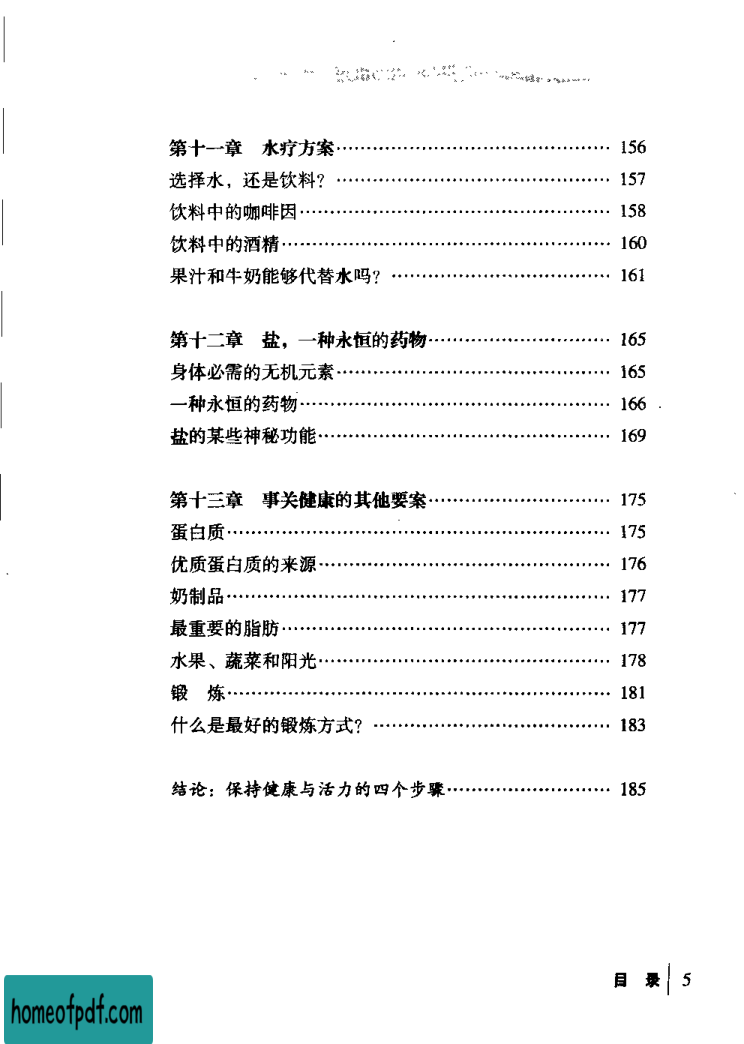 第十一章　水疗方案………………………………………… 156
选择水，还是饮料？………………………………………… 157
饮料中的咖啡因……………………………………………… 158
饮料中的酒精………………………………………………… 160
果汁和牛奶能够代替水吗？………………………………… 161
第十二章　盐，一种永恒的药物…………………………… 165
身体必需的无机元素………………………………………… 165
一种永恒的药物……………………………………………… 166
盐的某些神秘功能…………………………………………… 169
第十三章　事关健康的其他要案…………………………… 175
蛋白质………………………………………………………… 175
优质蛋白质的来源…………………………………………… 176
奶制品………………………………………………………… 177
最重要的脂肪………………………………………………… 177
水果、蔬菜和阳光…………………………………………… 178
锻　炼………………………………………………………… 181
什么是最好的锻炼方式？…………………………………… 183
结论：保持健康与活力的四个步骤………………………… 185
目　录 5
homeofpdf.com